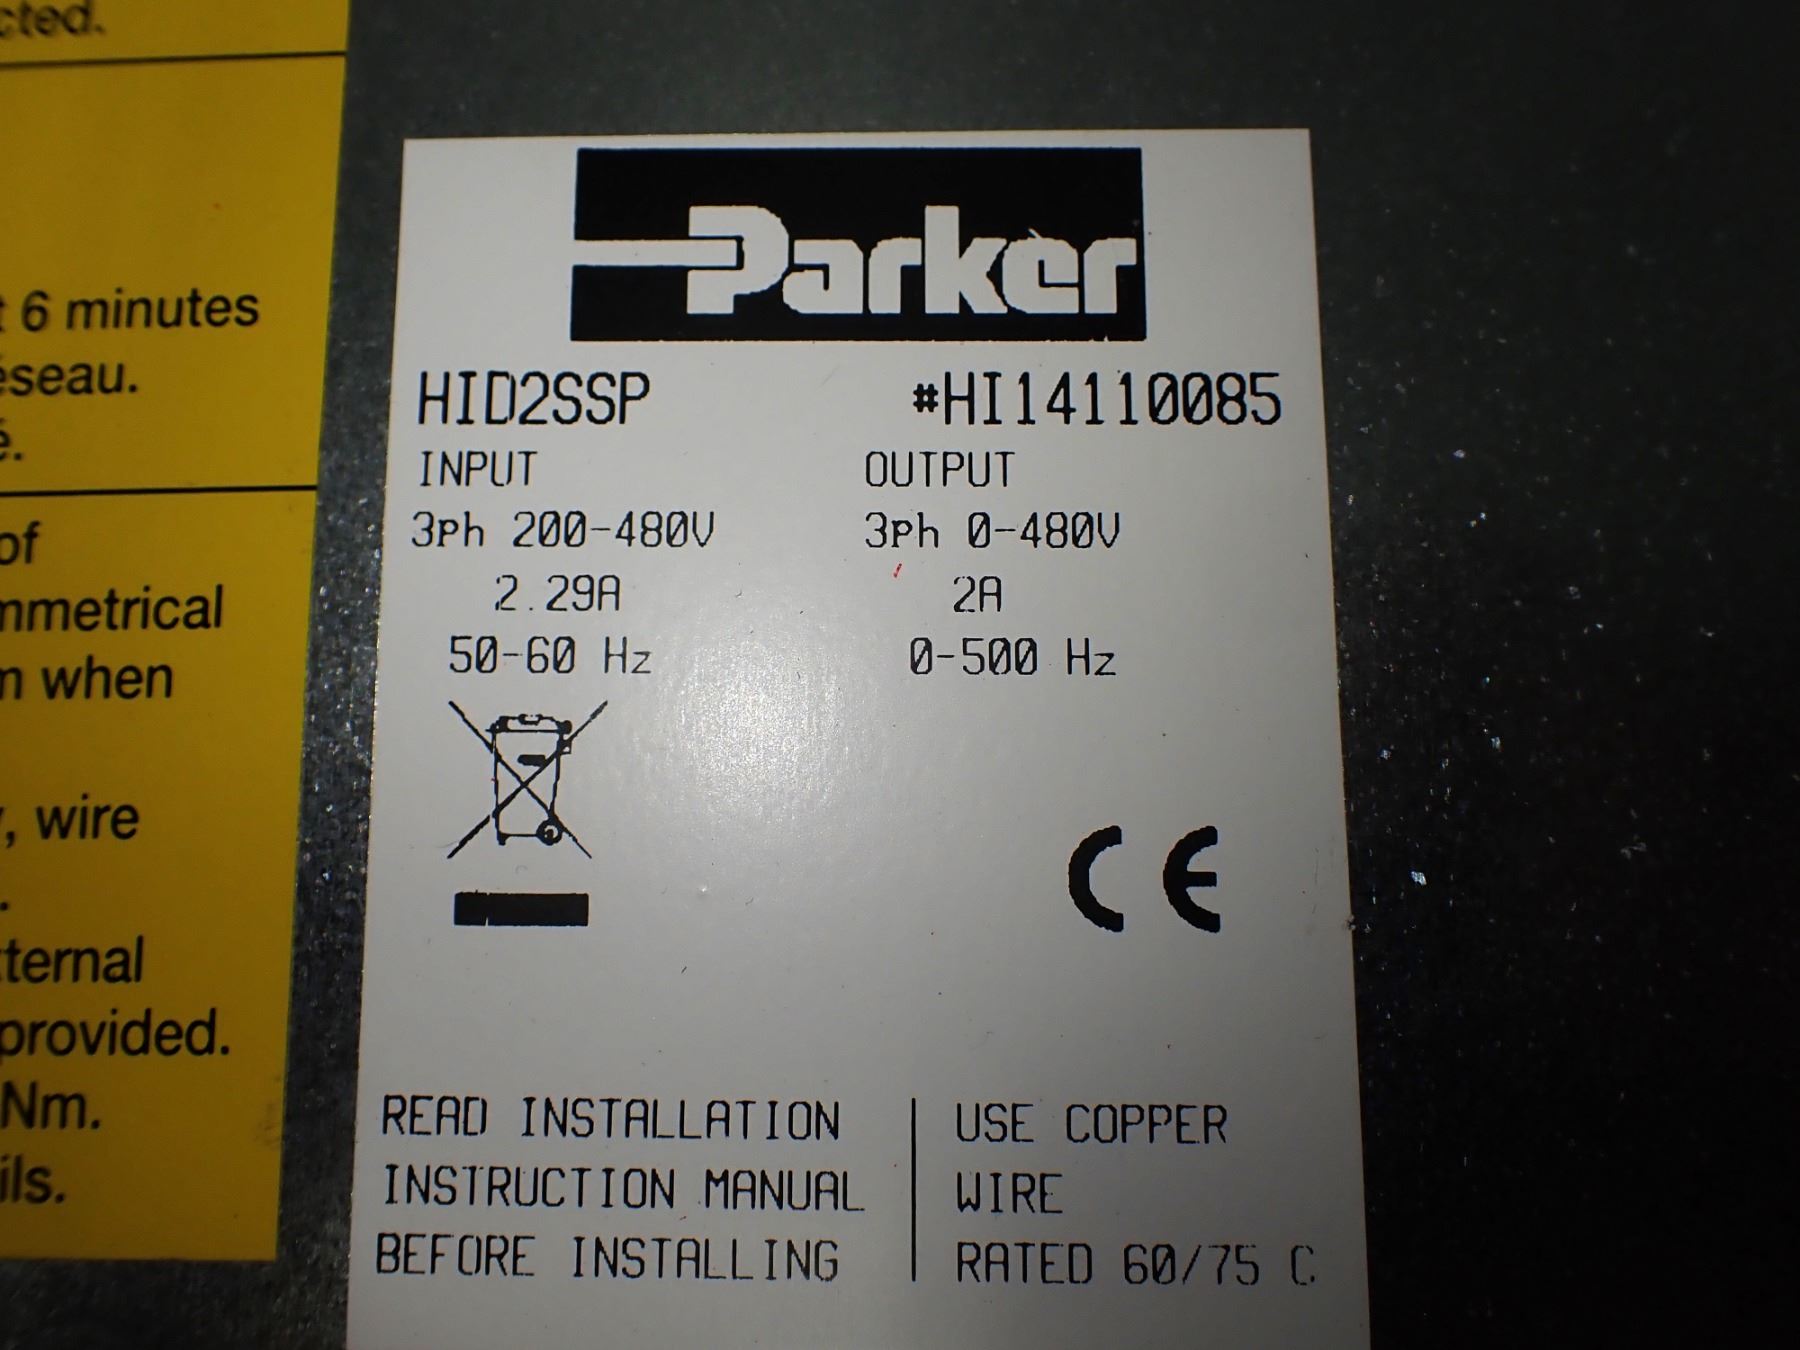 cted.
t 6 minutes
éseau.
é.
of
mmetrical
n when
, wire
.
ternal
provided.
Nm.
ils.
Parker
HID2SSP #HI14110085
INPUT OUTPUT
3Ph 200-480V 3Ph 0-480V
2.29A 2A
50-60 Hz 0-500 Hz
CE
READ INSTALLATION | USE COPPER
INSTRUCTION MANUAL | WIRE
BEFORE INSTALLING | RATED 60/75 C